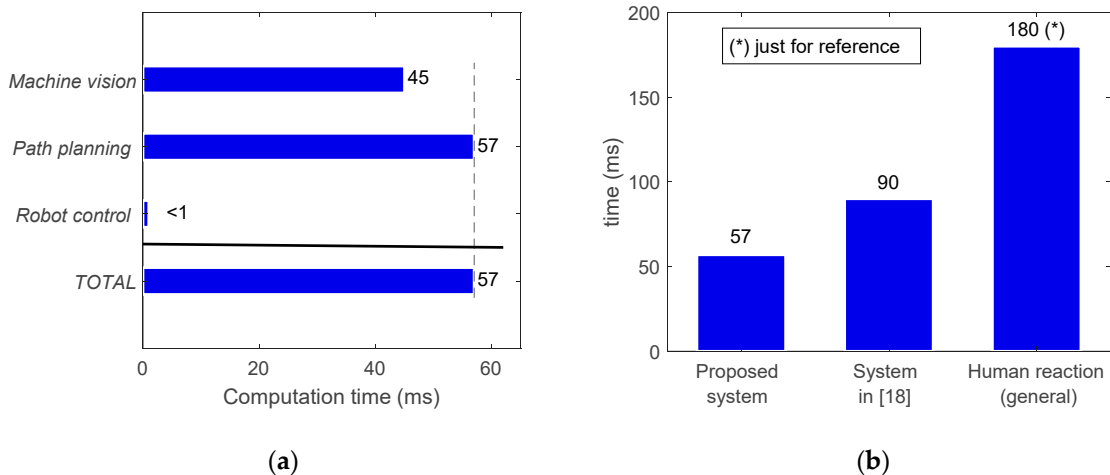 Machine vision
45
Path planning
57
Robot control
<1
TOTAL
57
0
20
40
60
Computation time (ms)
(a)
200
150
100
50
0
time (ms)
(*) just for reference
57
90
180 (*)
Proposed
system
System
in [18]
Human reaction
(general)
(b)